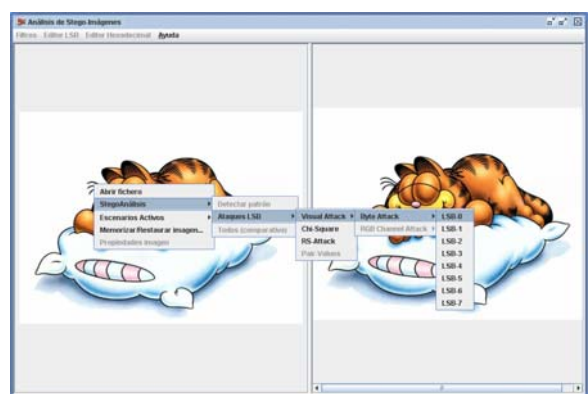 Análisis de Stego-Imágenes
Filtros Editor LSB Editor Hexadecimal Ayuda
Abrir fichero
StegoAnálisis
Escenarios Activos
Memorizar/Restaurar imagen...
Propiedades imagen
Detectar patrón
Ataques LSB
Todos (comparativa)
Visual Attack
Chi-Square
RS-Attack
Pair-Values
Byte Attack
RGB Channel Attack
LSB-0
LSB-1
LSB-2
LSB-3
LSB-4
LSB-5
LSB-6
LSB-7